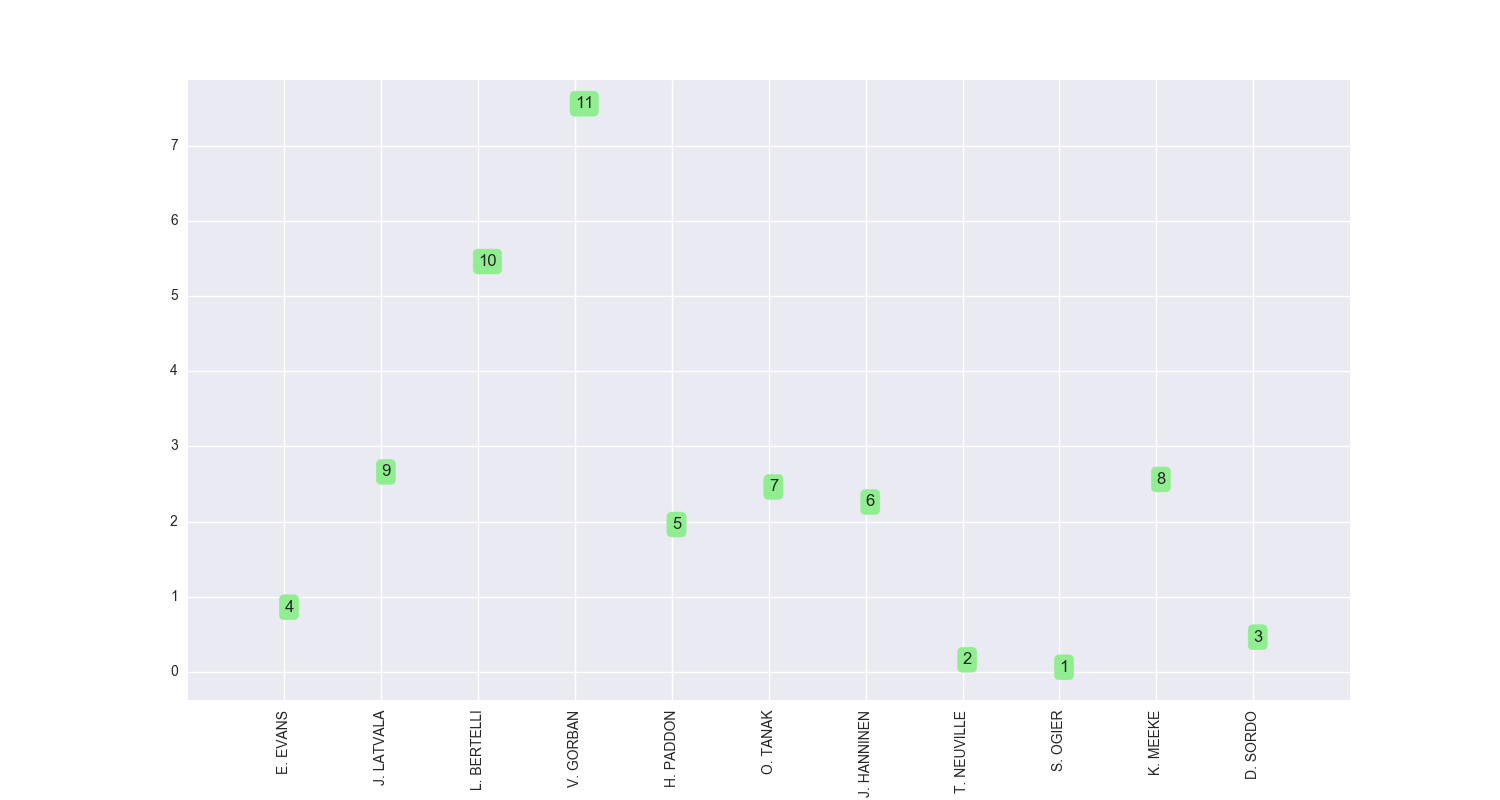 11
7
6
10
5
4
3
9
8
7
6
5
2
4
1
3
2
1
0
E. EVANS
J. LATVALA
L. BERTELLI
V. GORBAN
H. PADDON
O. TANAK
J. HANNINEN
T. NEUVILLE
S. OGIER
K. MEEKE
D. SORDO